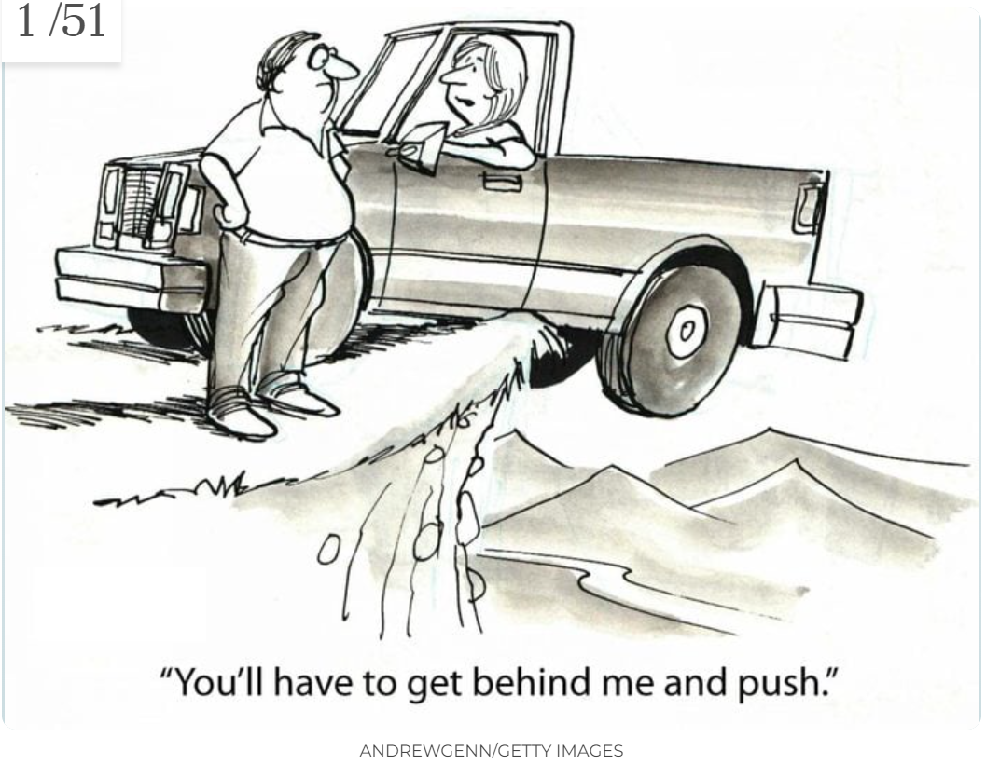 1 /51
“You’ll have to get behind me and push.”
ANDREWGENN/GETTY IMAGES